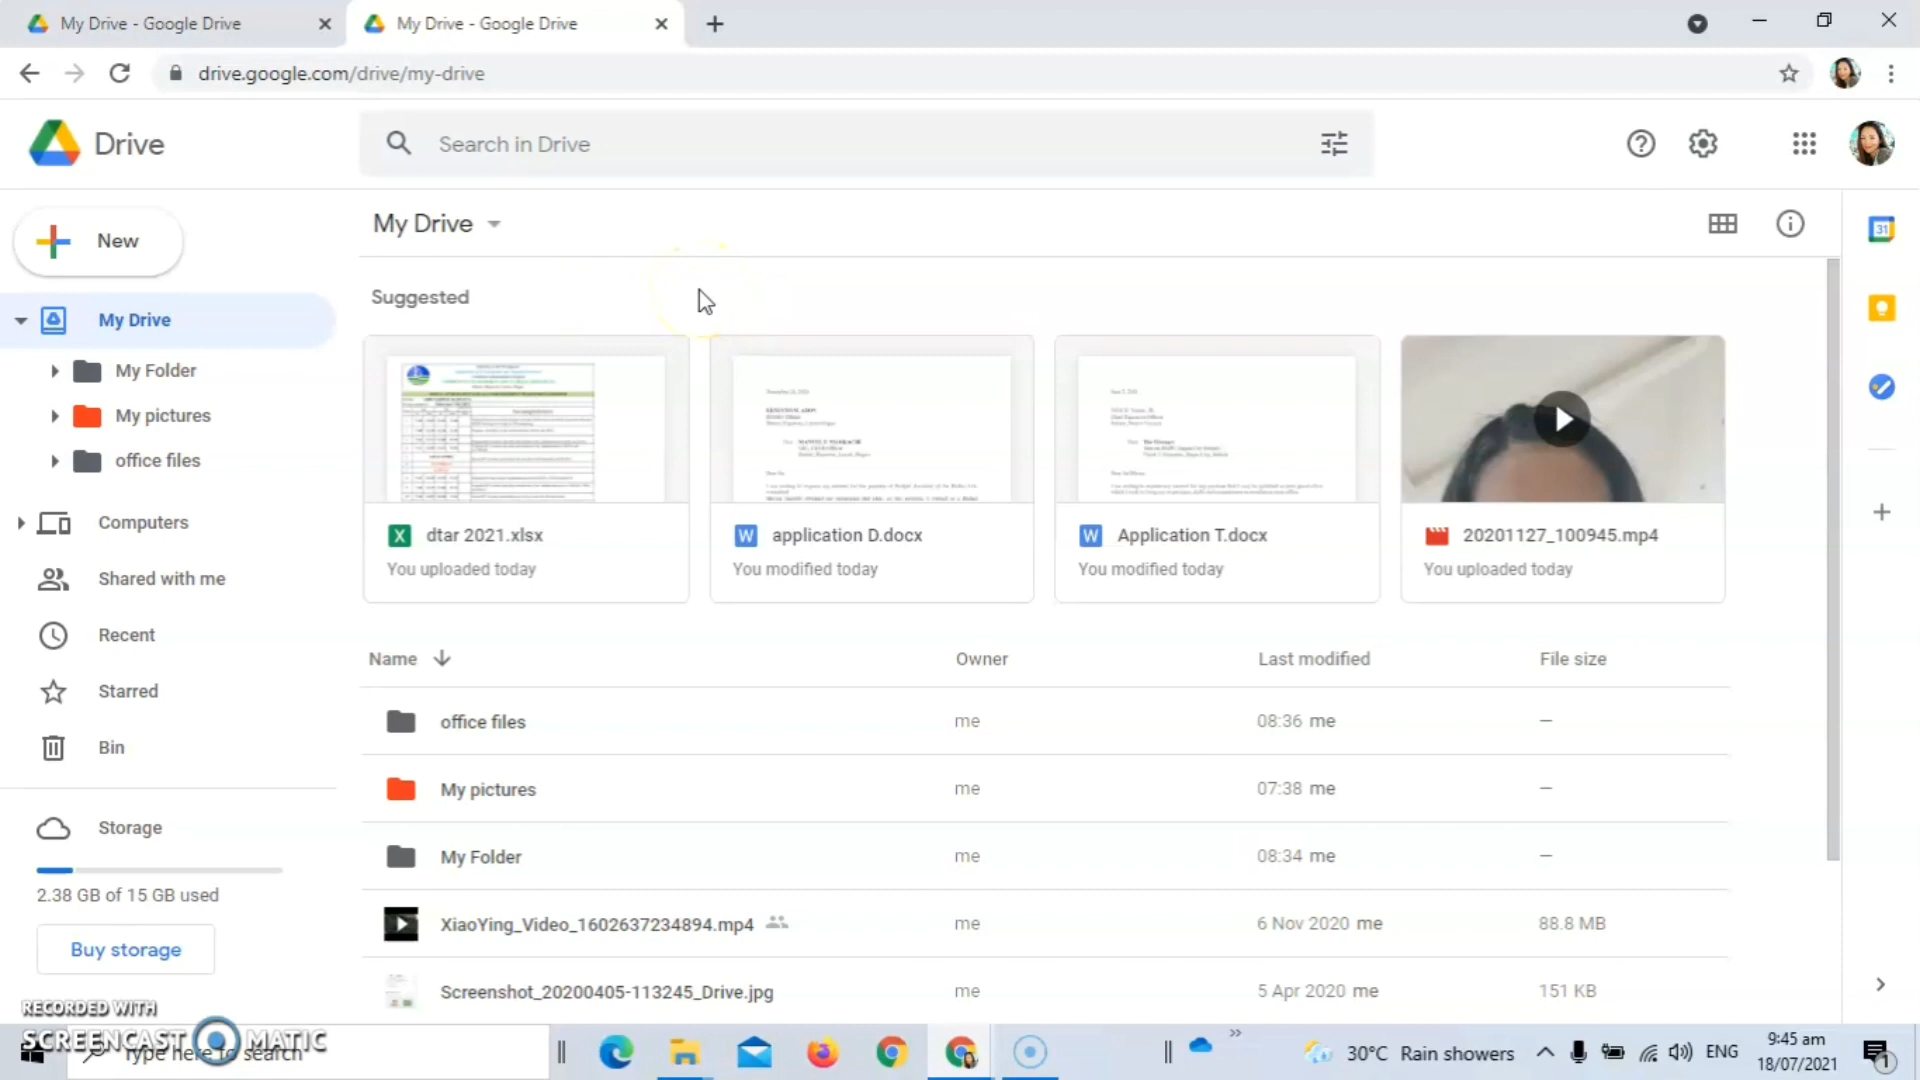 My Drive - Google Drive
My Drive - Google Drive
drive.google.com/drive/my-drive
Drive
Search in Drive
New
My Drive
Suggested
My Drive
My Folder
My pictures
office files
Computers
Shared with me
Recent
Starred
Bin
Storage
2.38 GB of 15 GB used
Buy storage
dtar 2021.xlsx
You uploaded today
application D.docx
You modified today
Application T.docx
You modified today
20201127_100945.mp4
You uploaded today
31
Name Owner Last modified File size
office files me 08:36 me –
My pictures me 07:38 me –
My Folder me 08:34 me –
XiaoYing_Video_1602637234894.mp4 me 6 Nov 2020 me 88.8 MB
Screenshot_20200405-113245_Drive.jpg me 5 Apr 2020 me 151 KB
RECORDED WITH
SCREENCAST MATIC
Type here to search
30°C Rain showers
ENG
9:45 am
18/07/2021
1